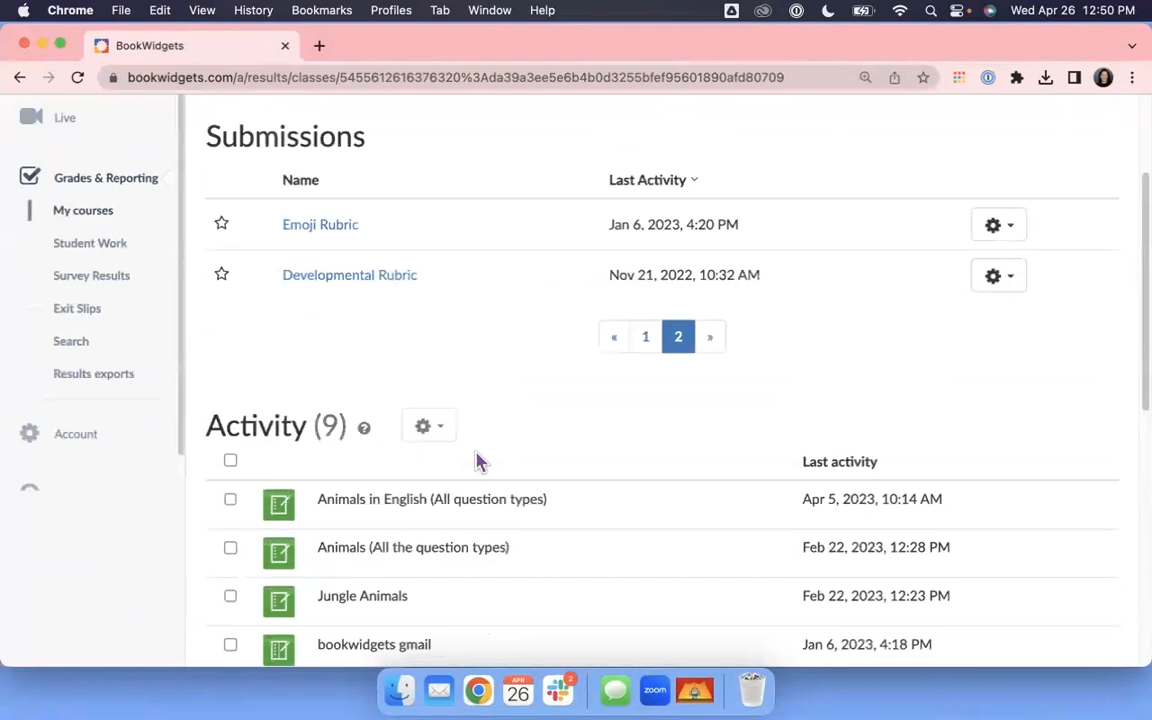 Chrome File Edit View History Bookmarks Profiles Tab Window Help Wed Apr 26 12:50 PM
BookWidgets
bookwidgets.com/a/results/classes/5455612616376320%3Ada39a3ee5e6b4b0d3255bfef95601890afd80709
Live
Grades & Reporting
My courses
Student Work
Survey Results
Exit Slips
Search
Results exports
Account
Submissions
Name Last Activity
Emoji Rubric Jan 6, 2023, 4:20 PM
Developmental Rubric Nov 21, 2022, 10:32 AM
« 1 2 »
Activity (9) ?
Last activity
Animals in English (All question types) Apr 5, 2023, 10:14 AM
Animals (All the question types) Feb 22, 2023, 12:28 PM
Jungle Animals Feb 22, 2023, 12:23 PM
bookwidgets gmail Jan 6, 2023, 4:18 PM
APR
26
2
zoom